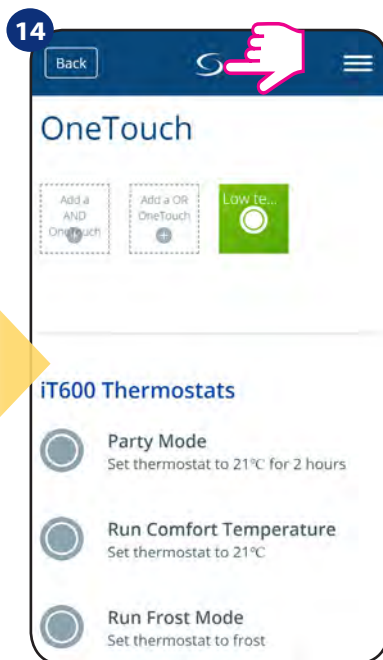 14
Back
OneTouch
Add a
AND
OneTouch
Add a OR
OneTouch
Low te...
iT600 Thermostats
Party Mode
Set thermostat to 21℃ for 2 hours
Run Comfort Temperature
Set thermostat to 21℃
Run Frost Mode
Set thermostat to frost